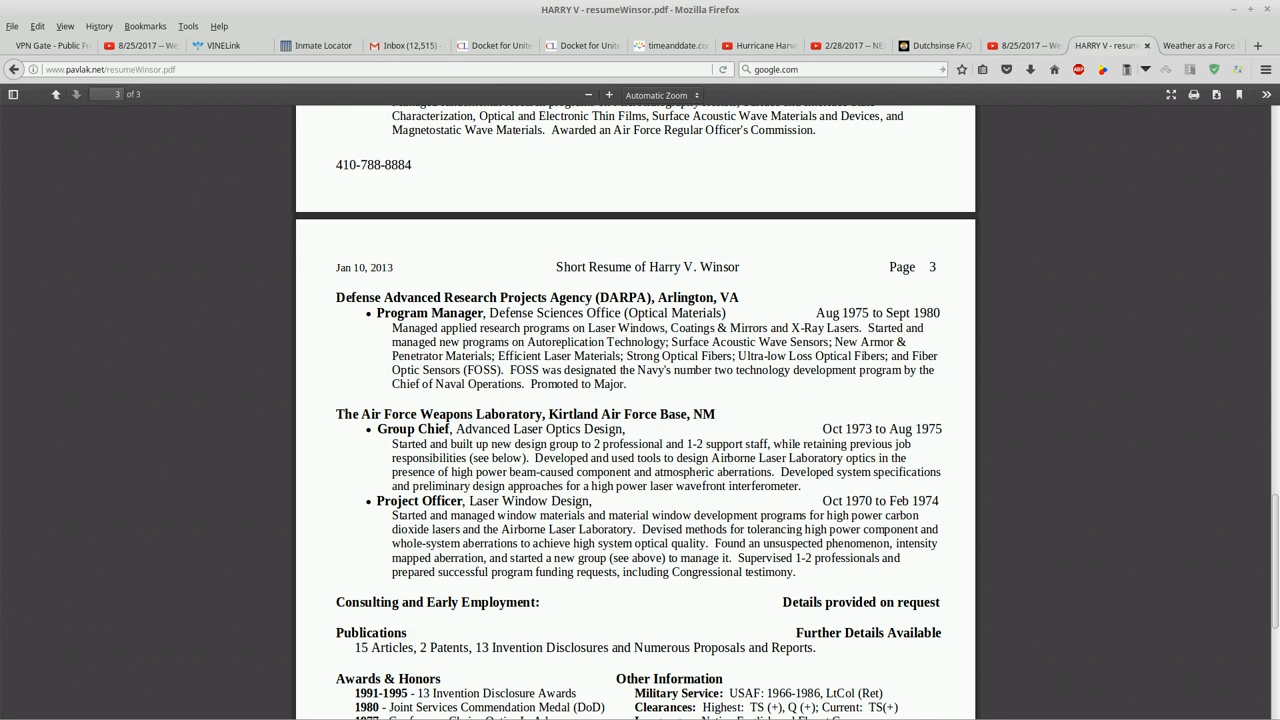 HARRY V - resumeWinsor.pdf - Mozilla Firefox
File Edit View History Bookmarks Tools Help
VPN Gate - Public Fr 8/25/2017 -- We VINELink Inmate Locator Inbox (12,515) - Docket for Unite Docket for Unite timeanddate.co Hurricane Harv 2/28/2017 -- NE Dutchsinse FAQ 8/25/2017 -- We HARRY V - resum Weather as a Force
www.pavlak.net/resumeWinsor.pdf google.com
3 of 3 Automatic Zoom
Characterization, Optical and Electronic Thin Films, Surface Acoustic Wave Materials and Devices, and
Magnetostatic Wave Materials. Awarded an Air Force Regular Officer's Commission.
410-788-8884
Jan 10, 2013 Short Resume of Harry V. Winsor Page 3
Defense Advanced Research Projects Agency (DARPA), Arlington, VA
• Program Manager, Defense Sciences Office (Optical Materials) Aug 1975 to Sept 1980
Managed applied research programs on Laser Windows, Coatings & Mirrors and X-Ray Lasers. Started and
managed new programs on Autoreplication Technology; Surface Acoustic Wave Sensors; New Armor &
Penetrator Materials; Efficient Laser Materials; Strong Optical Fibers; Ultra-low Loss Optical Fibers; and Fiber
Optic Sensors (FOSS). FOSS was designated the Navy's number two technology development program by the
Chief of Naval Operations. Promoted to Major.
The Air Force Weapons Laboratory, Kirtland Air Force Base, NM
• Group Chief, Advanced Laser Optics Design, Oct 1973 to Aug 1975
Started and built up new design group to 2 professional and 1-2 support staff, while retaining previous job
responsibilities (see below). Developed and used tools to design Airborne Laser Laboratory optics in the
presence of high power beam-caused component and atmospheric aberrations. Developed system specifications
and preliminary design approaches for a high power laser wavefront interferometer.
• Project Officer, Laser Window Design, Oct 1970 to Feb 1974
Started and managed window materials and material window development programs for high power carbon
dioxide lasers and the Airborne Laser Laboratory. Devised methods for tolerancing high power component and
whole-system aberrations to achieve high system optical quality. Found an unsuspected phenomenon, intensity
mapped aberration, and started a new group (see above) to manage it. Supervised 1-2 professionals and
prepared successful program funding requests, including Congressional testimony.
Consulting and Early Employment: Details provided on request
Publications Further Details Available
15 Articles, 2 Patents, 13 Invention Disclosures and Numerous Proposals and Reports.
Awards & Honors Other Information
1991-1995 - 13 Invention Disclosure Awards Military Service: USAF: 1966-1986, LtCol (Ret)
1980 - Joint Services Commendation Medal (DoD) Clearances: Highest: TS (+), Q (+); Current: TS(+)